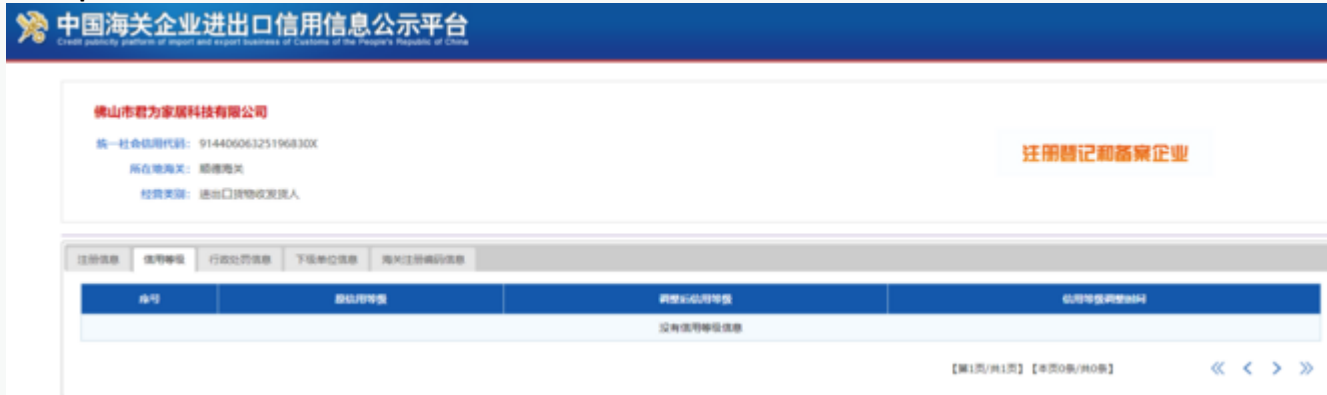 中国海关企业进出口信用信息公示平台
Credit publicity platform of import and export business of Customs of the People's Republic of China
佛山市君为家居科技有限公司
统一社会信用代码： 91440606325196830X
所在地海关： 顺德海关
经营类别： 进出口货物收发货人
注册登记和备案企业
注册信息 信用等级 行政处罚信息 下级单位信息 海关注册编码信息
序号 原信用等级 调整后信用等级 信用等级调整时间
没有信用等级信息
【第1页/共1页】【本页0条/共0条】